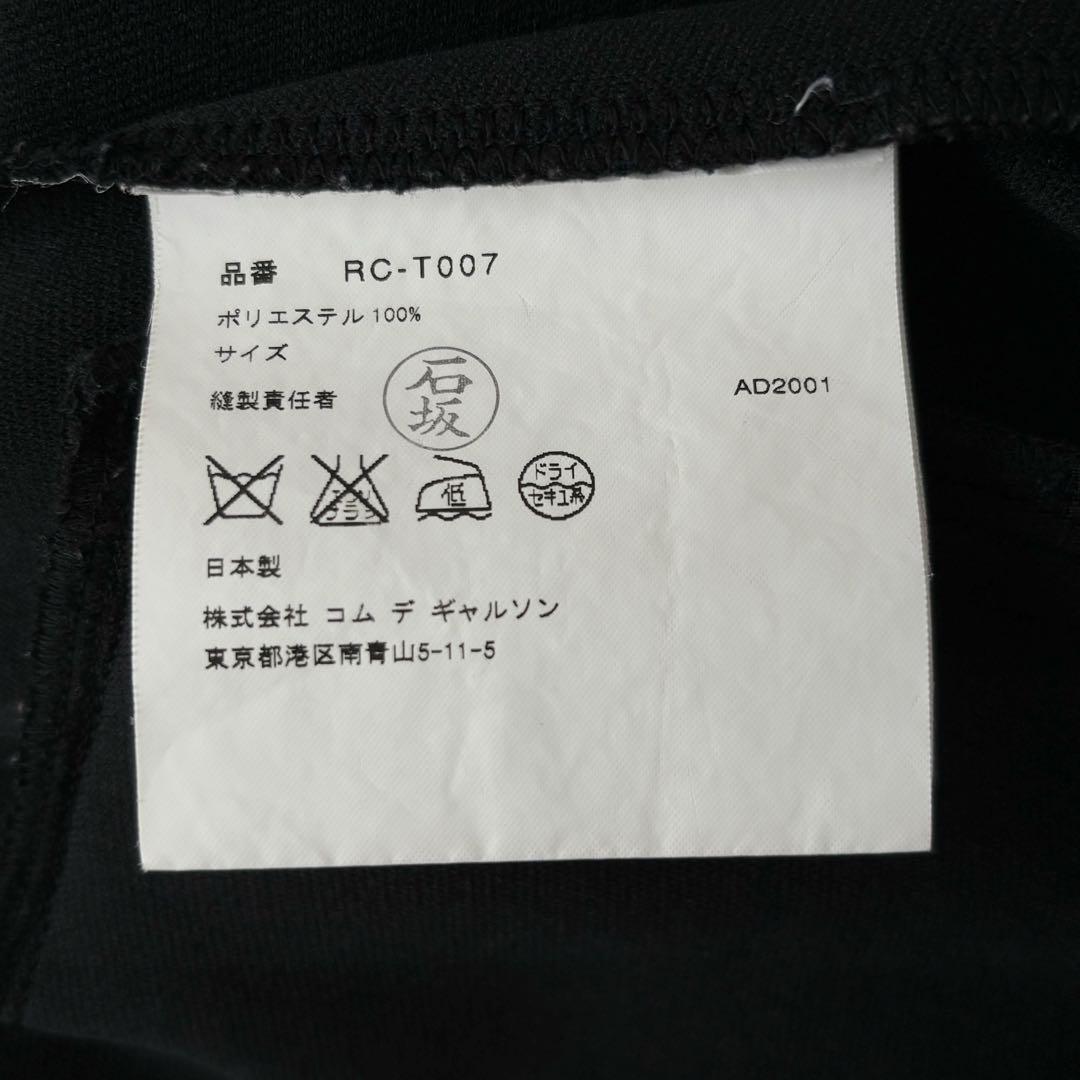 品番 RC-T007
ポリエステル 100%
サイズ
縫製責任者 石坂
AD2001
低 ドライ
セキユ系
日本製
株式会社 コム デ ギャルソン
東京都港区南青山5-11-5